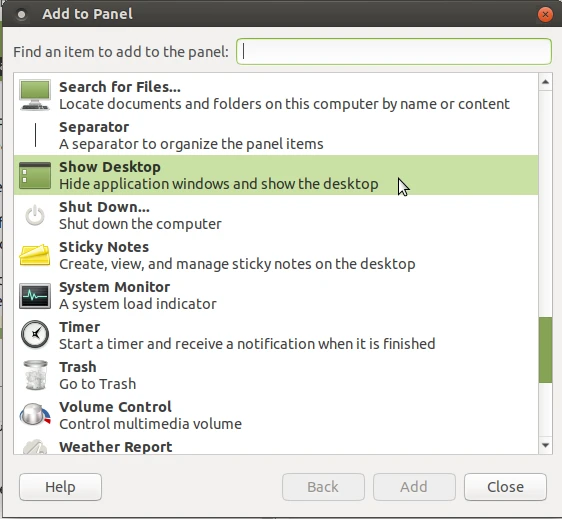 Add to Panel
Find an item to add to the panel:
Search for Files...
Locate documents and folders on this computer by name or content
Separator
A separator to organize the panel items
Show Desktop
Hide application windows and show the desktop
Shut Down...
Shut down the computer
Sticky Notes
Create, view, and manage sticky notes on the desktop
System Monitor
A system load indicator
Timer
Start a timer and receive a notification when it is finished
Trash
Go to Trash
Volume Control
Control multimedia volume
Weather Report
Help
Back
Add
Close